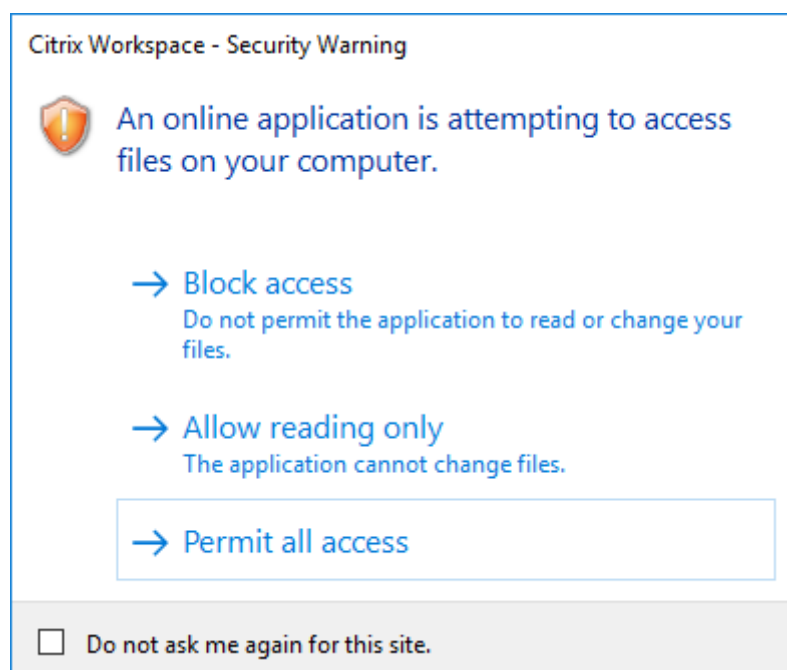 Citrix Workspace - Security Warning
An online application is attempting to access
files on your computer.
Block access
Do not permit the application to read or change your
files.
Allow reading only
The application cannot change files.
Permit all access
Do not ask me again for this site.